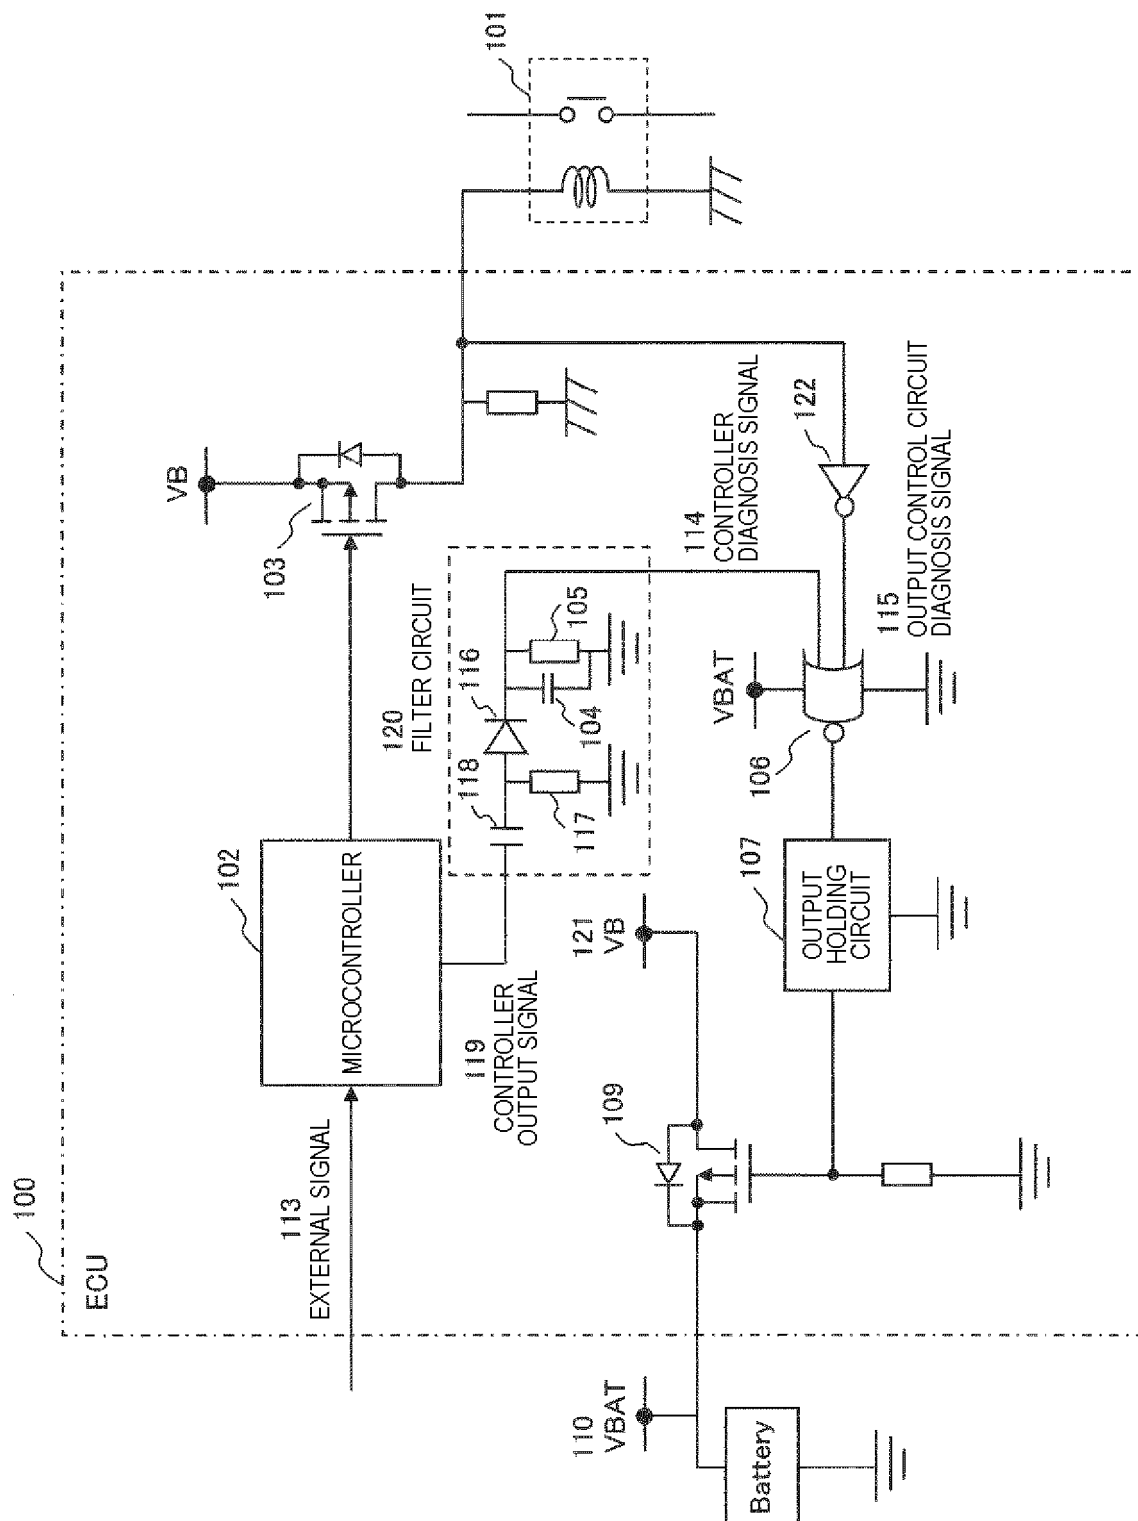 100
ECU
113
EXTERNAL SIGNAL
102
MICROCONTROLLER
103
VB
101
119
CONTROLLER
OUTPUT SIGNAL
120
FILTER CIRCUIT
118
116
117
104
105
114
CONTROLLER
DIAGNOSIS SIGNAL
122
110
VBAT
Battery
109
121
VB
107
OUTPUT
HOLDING
CIRCUIT
106
VBAT
115
OUTPUT CONTROL CIRCUIT
DIAGNOSIS SIGNAL